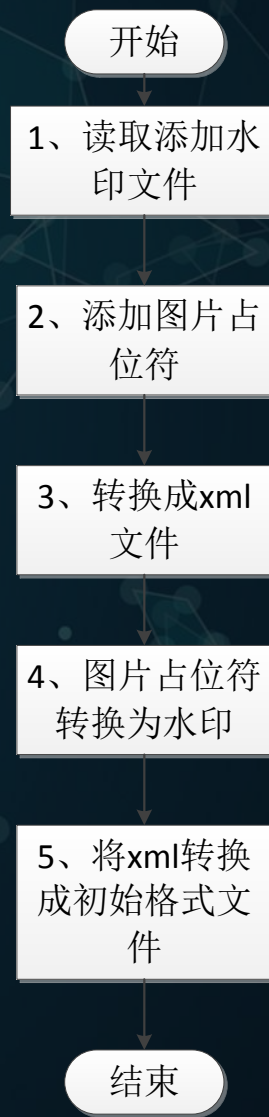 开始
1、读取添加水
印文件
2、添加图片占
位符
3、转换成xml
文件
4、图片占位符
转换为水印
5、将xml转换
成初始格式文
件
结束